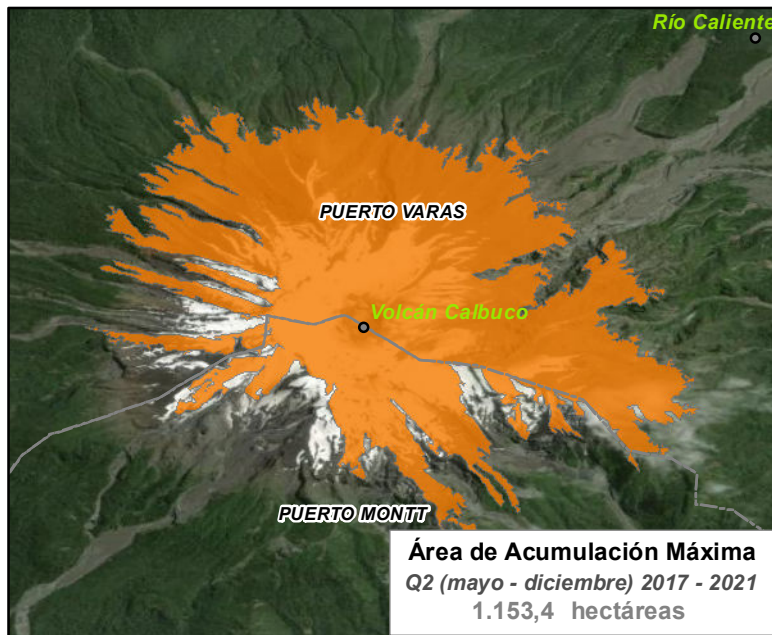 Río Caliente
PUERTO VARAS
Volcán Calbuco
PUERTO MONTT
Área de Acumulación Máxima
Q2 (mayo - diciembre) 2017 - 2021
1.153,4 hectáreas